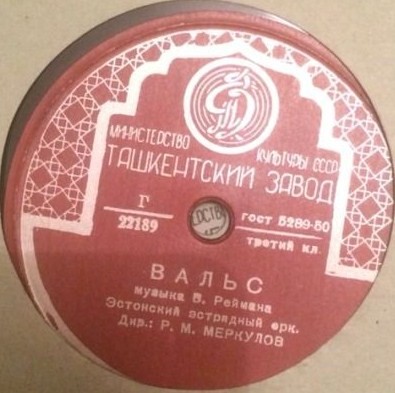 МИНИСТЕРСТВО КУЛЬТУРЫ СССР
ТАШКЕНТСКИЙ ЗАВОД
Г
22189
ГОСТ 5289-50
третий кл.
ВАЛЬС
музыка В. Реймана
Эстонский эстрадный орк.
Дир.: Р. М. МЕРКУЛОВ